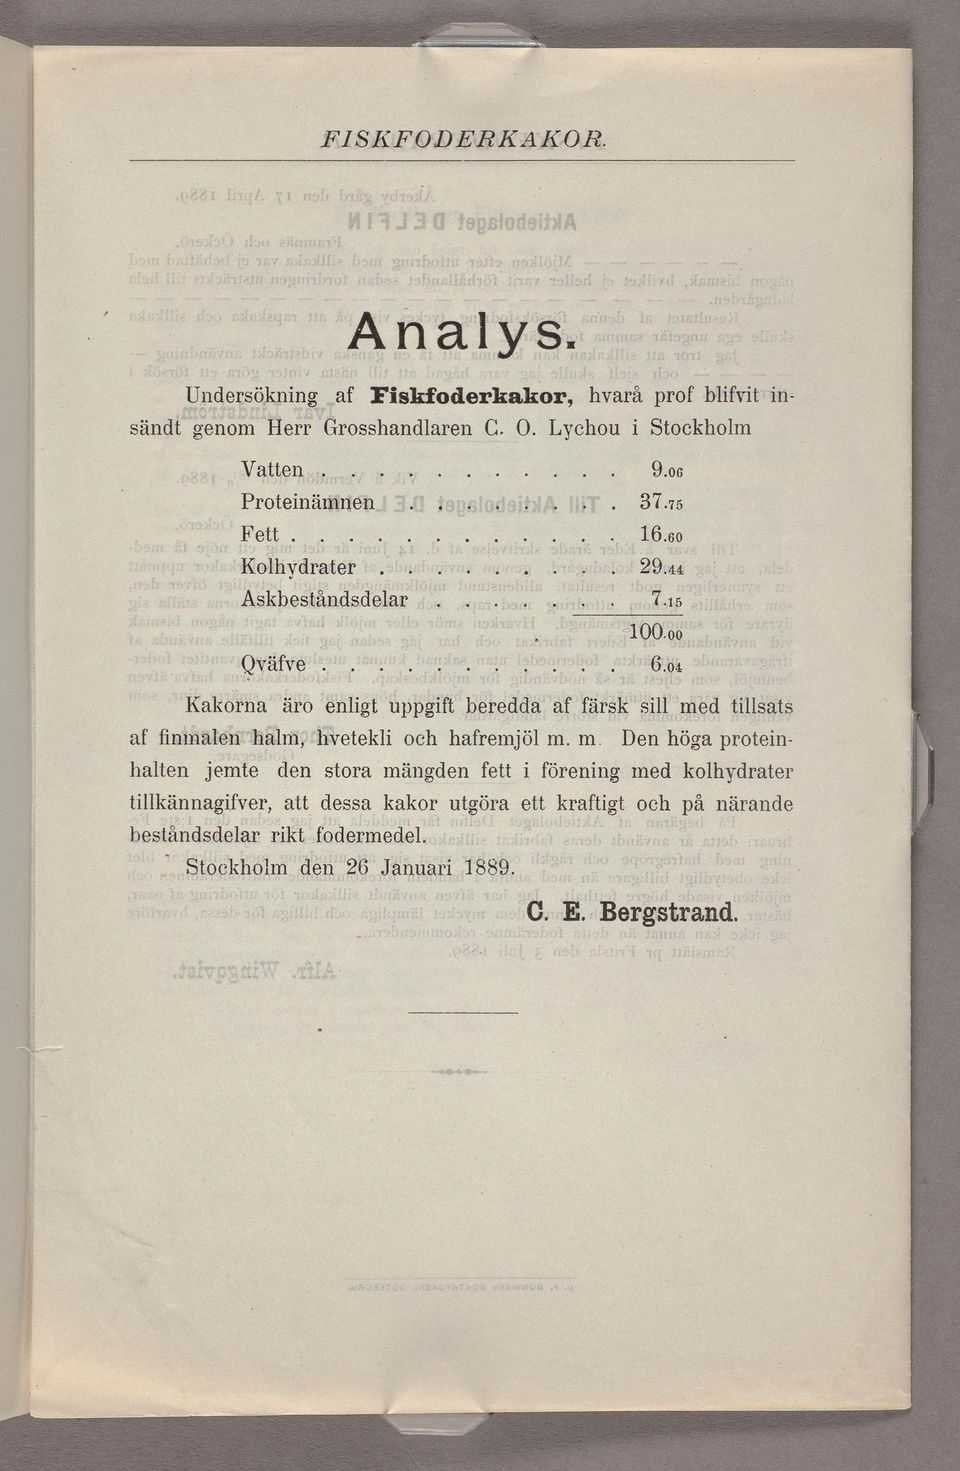 FISKFODERKAKOR.
Analys.
Undersökning af Fiskfoderkakor, hvarå prof blifvit in-
sändt genom Herr Grosshandlaren C. O. Lychou i Stockholm
Vatten . . . . . . . . . . . 9.06
Proteinämnen . . . . . . . . 37.75
Fett . . . . . . . . . . . . 16.60
Kolhydrater . . . . . . . . . 29.44
Askbeståndsdelar . . . . . . . 7.15
100.00
Qväfve . . . . . . . . . . . 6.04
Kakorna äro enligt uppgift beredda af färsk sill med tillsats
af finmalen halm, hvetekli och hafremjöl m. m. Den höga protein-
halten jemte den stora mängden fett i förening med kolhydrater
tillkännagifver, att dessa kakor utgöra ett kraftigt och på närande
beståndsdelar rikt fodermedel.
Stockholm den 26 Januari 1889.
C. E. Bergstrand.